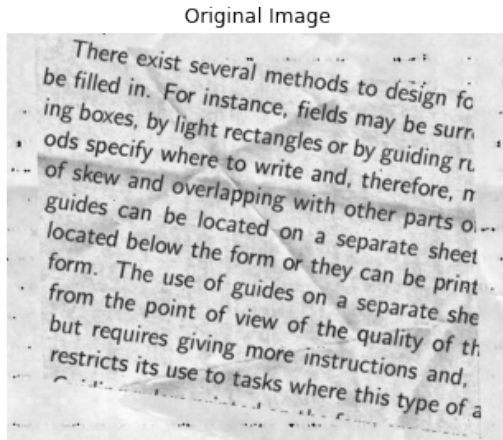 Original Image
There exist several methods to design fo
be filled in. For instance, fields may be surr
ing boxes, by light rectangles or by guiding ru
ods specify where to write and, therefore, m
of skew and overlapping with other parts o
guides can be located on a separate sheet
located below the form or they can be print
form. The use of guides on a separate she
from the point of view of the quality of th
but requires giving more instructions and,
restricts its use to tasks where this type of a